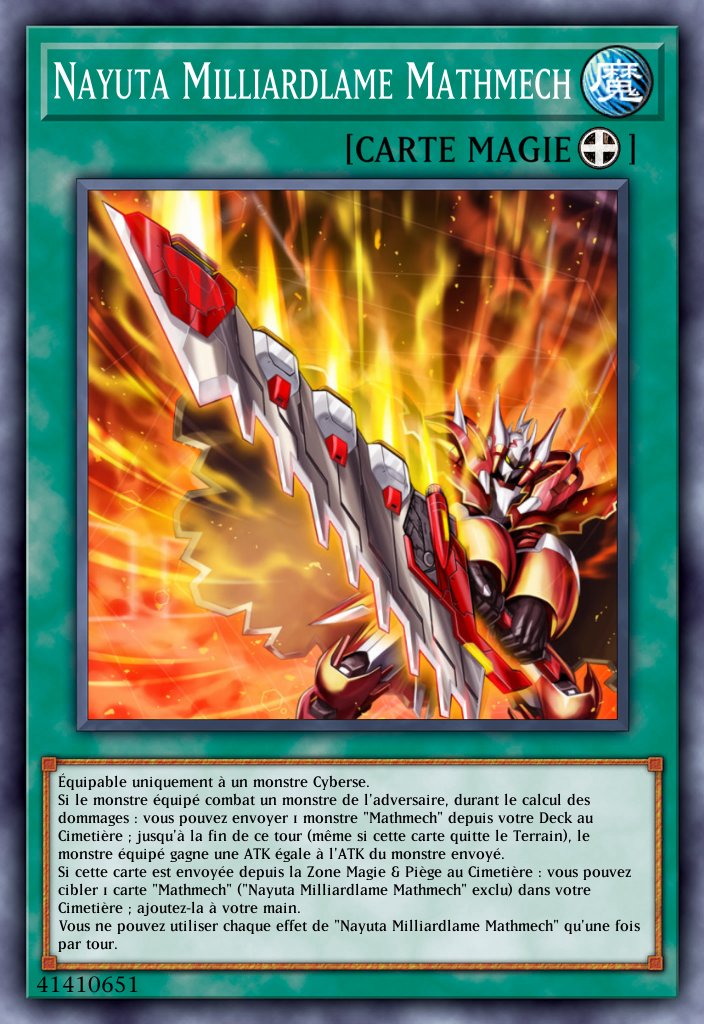 Nayuta Milliardlame Mathmech
魔
[CARTE MAGIE ]
Équipable uniquement à un monstre Cyberse.
Si le monstre équipé combat un monstre de l'adversaire, durant le calcul des
dommages : vous pouvez envoyer 1 monstre "Mathmech" depuis votre Deck au
Cimetière ; jusqu'à la fin de ce tour (même si cette carte quitte le Terrain), le
monstre équipé gagne une ATK égale à l'ATK du monstre envoyé.
Si cette carte est envoyée depuis la Zone Magie & Piège au Cimetière : vous pouvez
cibler 1 carte "Mathmech" ("Nayuta Milliardlame Mathmech" exclu) dans votre
Cimetière ; ajoutez-la à votre main.
Vous ne pouvez utiliser chaque effet de "Nayuta Milliardlame Mathmech" qu'une fois
par tour.
41410651